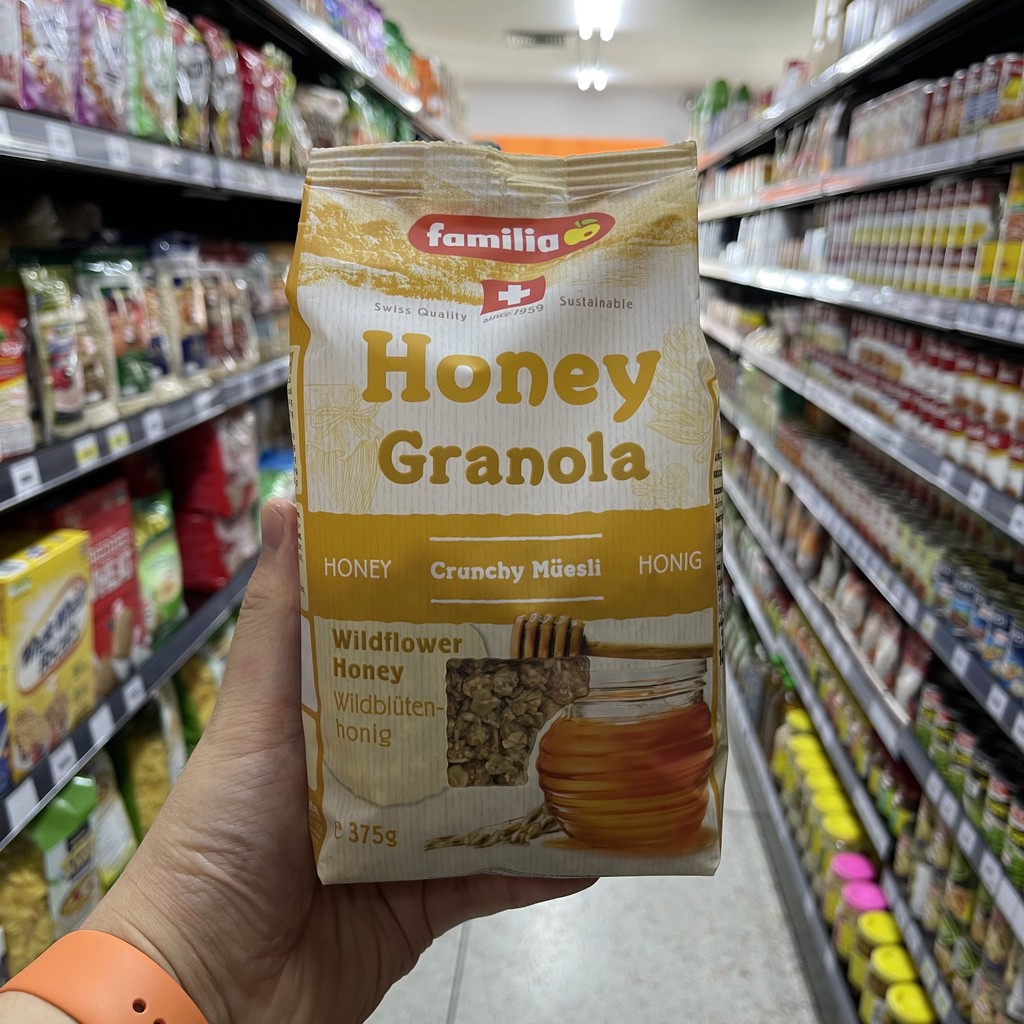 familia
Swiss Quality
since 1959
Sustainable
Honey
Granola
HONEY
Crunchy Müesli
HONIG
Wildflower
Honey
Wildblüten-
honig
℮ 375g